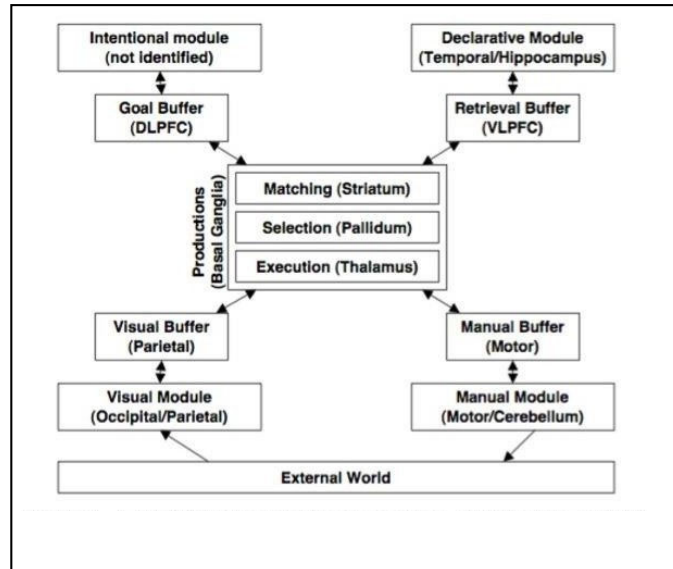 Intentional module
(not identified)
Declarative Module
(Temporal/Hippocampus)
Goal Buffer
(DLPFC)
Retrieval Buffer
(VLPFC)
Productions
(Basal Ganglia)
Matching (Striatum)
Selection (Pallidum)
Execution (Thalamus)
Visual Buffer
(Parietal)
Manual Buffer
(Motor)
Visual Module
(Occipital/Parietal)
Manual Module
(Motor/Cerebellum)
External World